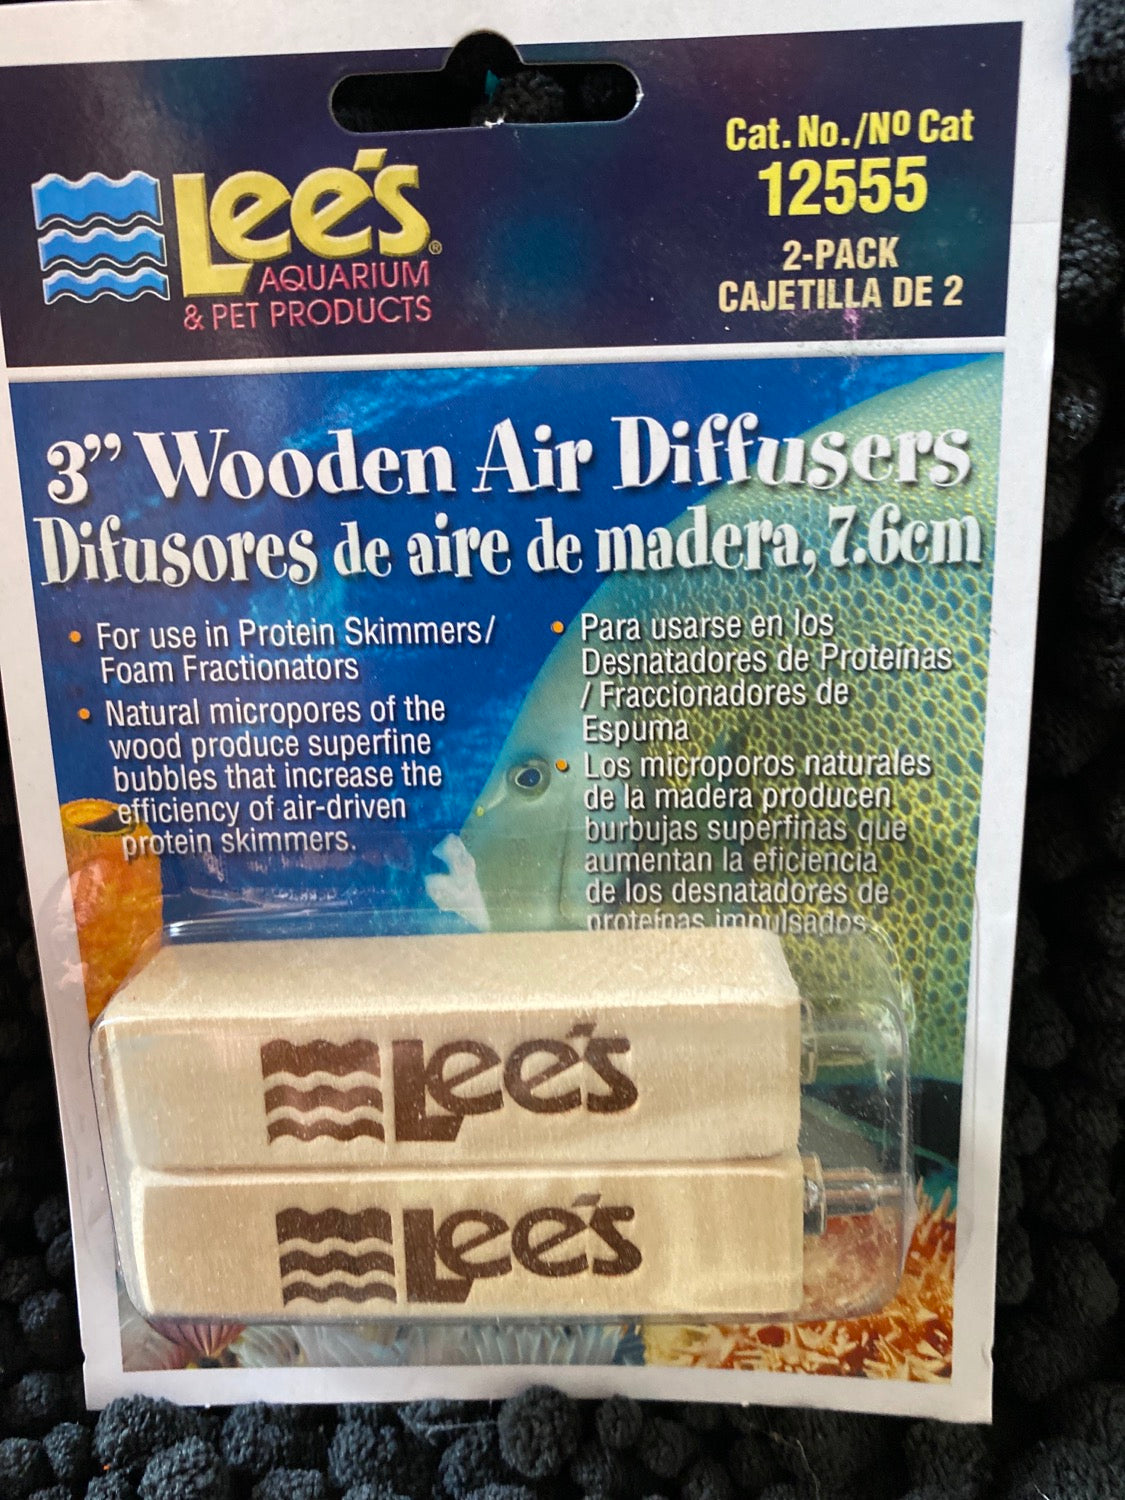 Lee's®
AQUARIUM
& PET PRODUCTS
Cat. No./Nº Cat
12555
2-PACK
CAJETILLA DE 2
3” Wooden Air Diffusers
Difusores de aire de madera, 7.6cm
• For use in Protein Skimmers/
Foam Fractionators
• Natural micropores of the
wood produce superfine
bubbles that increase the
efficiency of air-driven
protein skimmers.
• Para usarse en los
Desnatadores de Proteínas
/ Fraccionadores de
Espuma
• Los microporos naturales
de la madera producen
burbujas superfinas que
aumentan la eficiencia
de los desnatadores de
proteínas impulsados
Lee's
Lee's